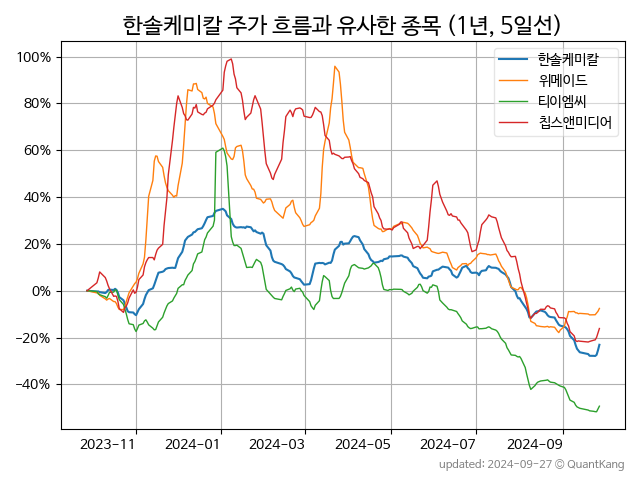 한솔케미칼 주가 흐름과 유사한 종목 (1년, 5일선)
한솔케미칼
위메이드
티이엠씨
칩스앤미디어
100%
80%
60%
40%
20%
0%
−20%
−40%
2023-11 2024-01 2024-03 2024-05 2024-07 2024-09
updated: 2024-09-27 © QuantKang